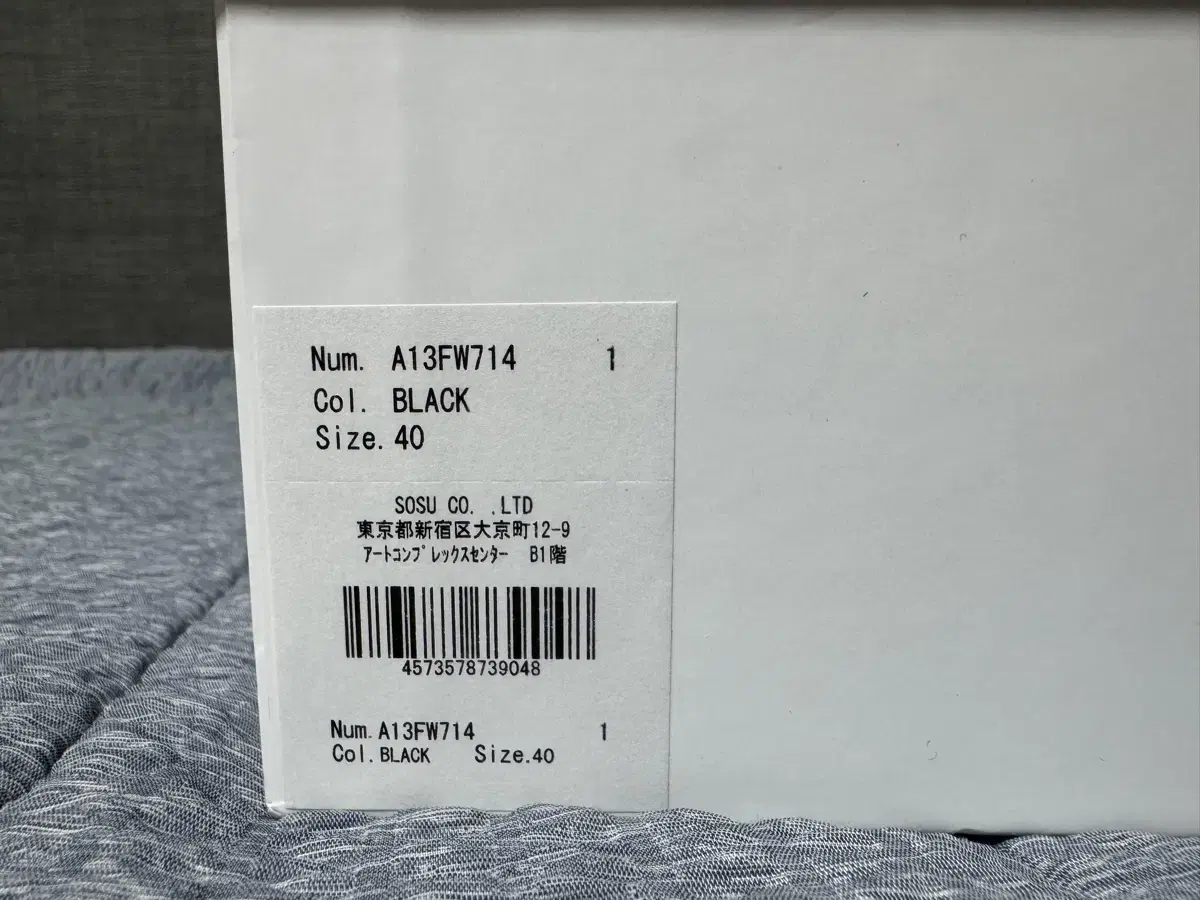 Num. A13FW714 1
Col. BLACK
Size. 40
SOSU CO. ,LTD
東京都新宿区大京町12-9
ｱｰﾄｺﾝﾌﾟﾚｯｸｽｾﾝﾀｰ B1階
4573578739048
Num. A13FW714 1
Col. BLACK Size. 40